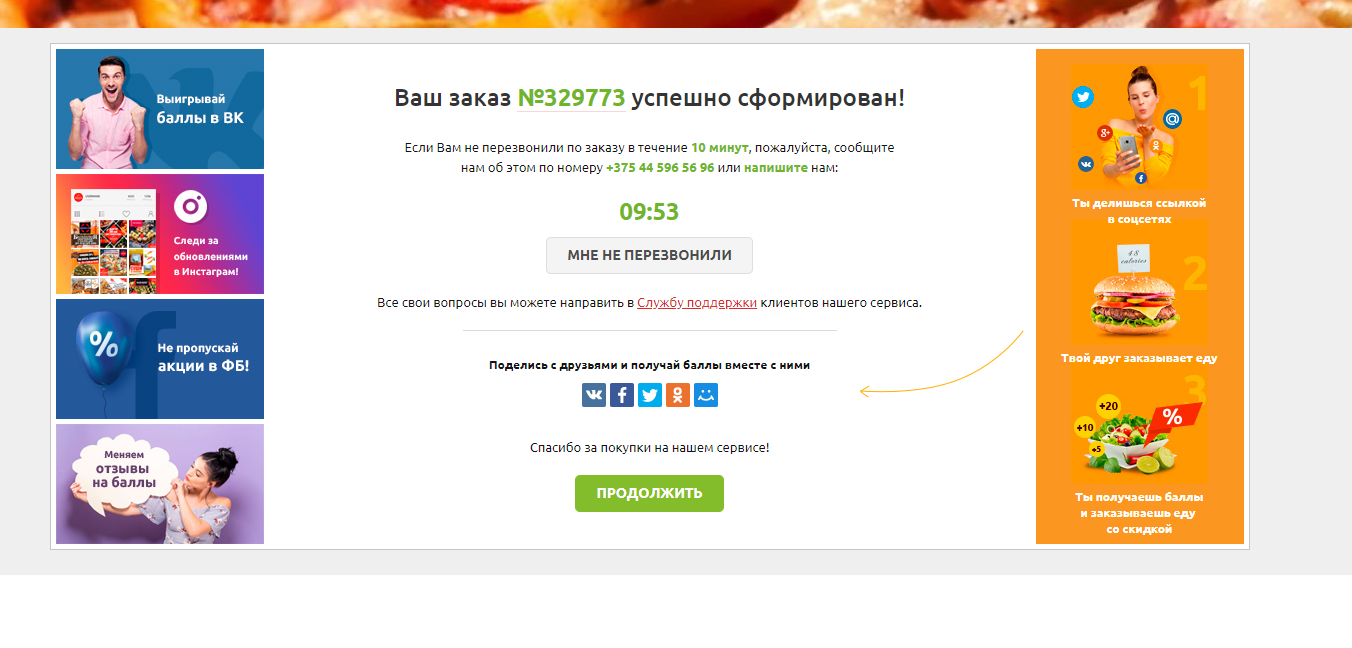 Выигрывай
баллы в ВК
Следи за
обновлениями
в Инстаграм!
Не пропускай
акции в ФБ!
%
Меняем
отзывы
на баллы
Ваш заказ №329773 успешно сформирован!
Если Вам не перезвонили по заказу в течение 10 минут, пожалуйста, сообщите
нам об этом по номеру +375 44 596 56 96 или напишите нам:
09:53
МНЕ НЕ ПЕРЕЗВОНИЛИ
Все свои вопросы вы можете направить в Службу поддержки клиентов нашего сервиса.
Поделись с друзьями и получай баллы вместе с ними
Спасибо за покупки на нашем сервисе!
ПРОДОЛЖИТЬ
1
Ты делишься ссылкой
в соцсетях
2
48
calories
Твой друг заказывает еду
3
+20
+10
+5
%
Ты получаешь баллы
и заказываешь еду
со скидкой